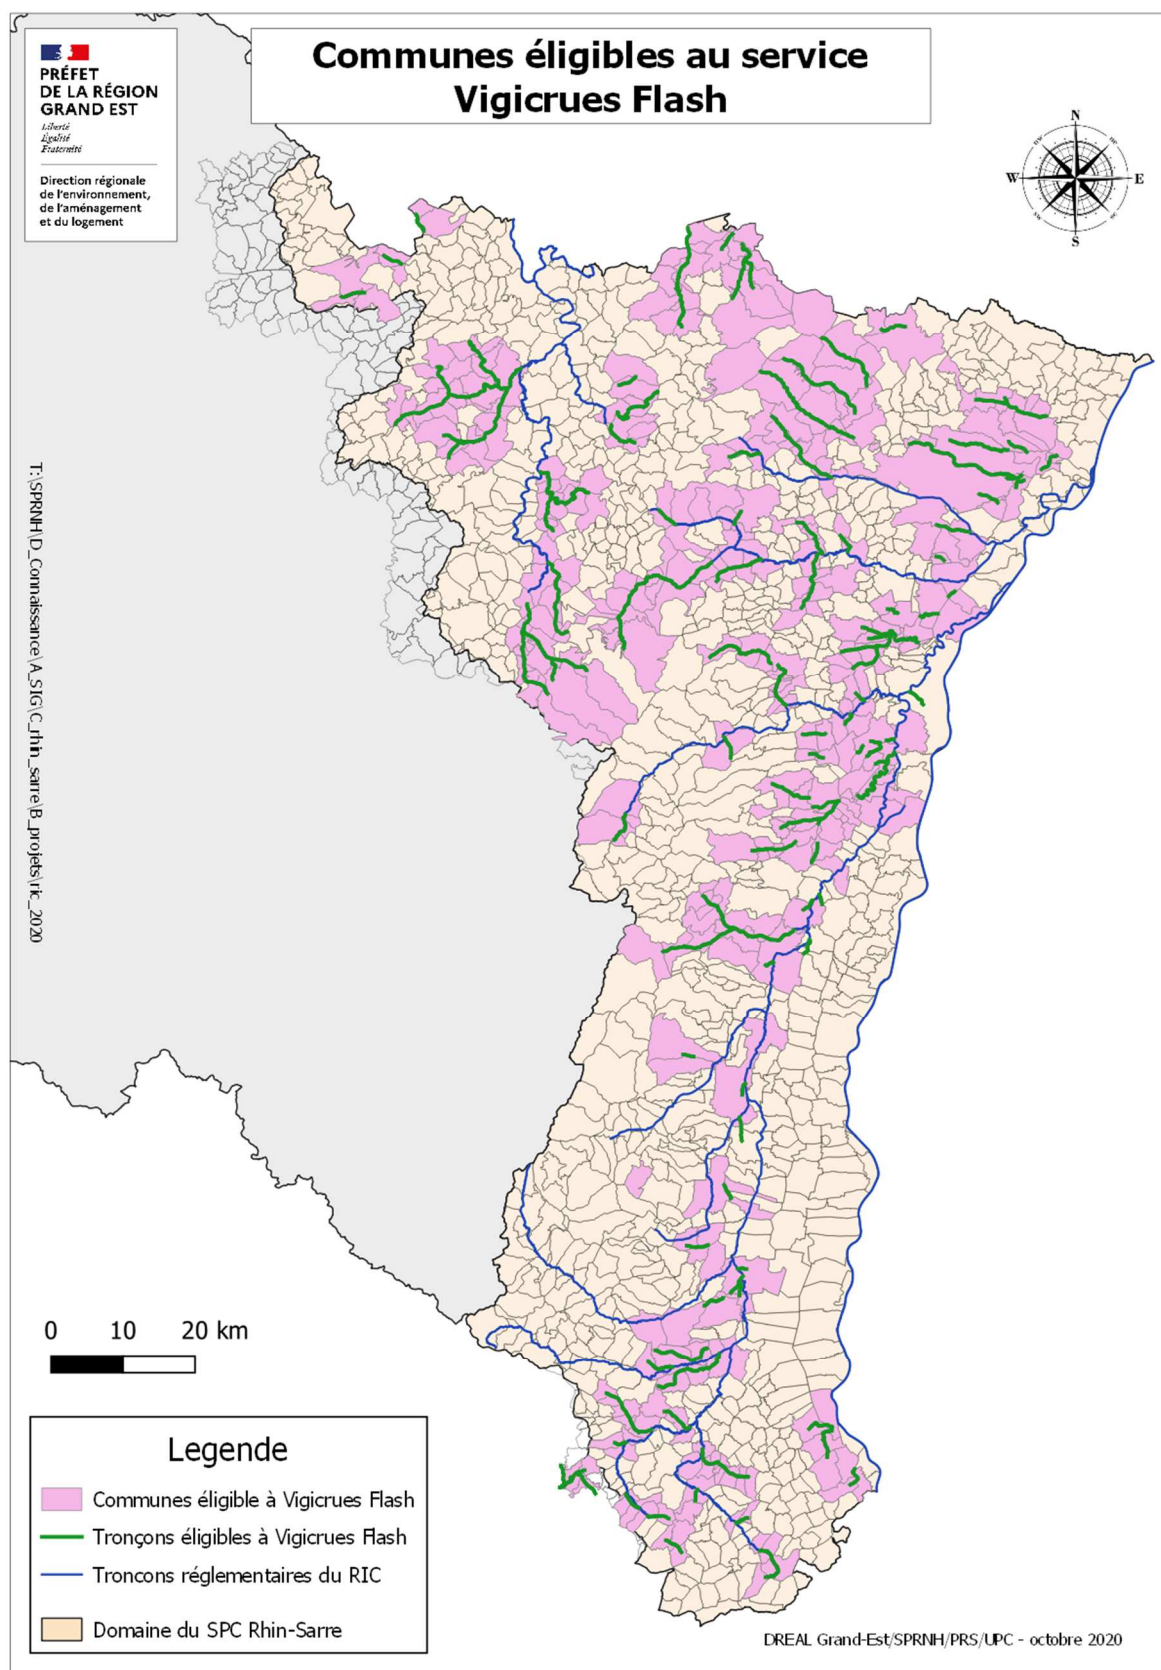 PRÉFET
DE LA RÉGION
GRAND EST
Liberté
Égalité
Fraternité
Direction régionale
de l'environnement,
de l'aménagement
et du logement
Communes éligibles au service
Vigicrues Flash
N
W
E
S
T:\SPRNH\D_Connaissance\A_SIG\C_rhin_sarre\B_projets\ric_2020
0 10 20 km
Legende
Communes éligible à Vigicrues Flash
Tronçons éligibles à Vigicrues Flash
Troncons réglementaires du RIC
Domaine du SPC Rhin-Sarre
DREAL Grand-Est/SPRNH/PRS/UPC - octobre 2020